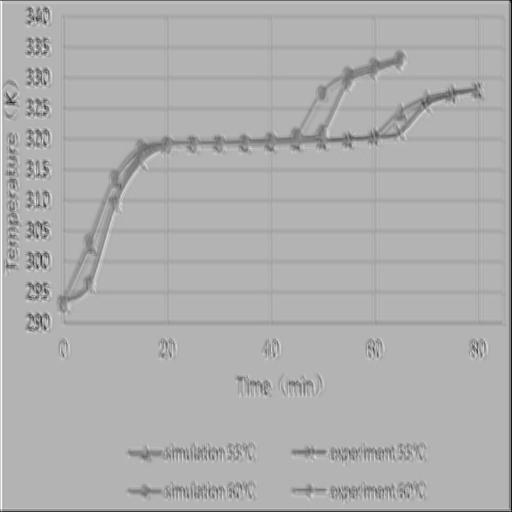 340
335
330
325
320
315
310
305
300
295
290
Temperature (K)
0 20 40 60 80
Time (min)
simulation 55℃ experiment 55℃
simulation 60℃ experiment 60℃